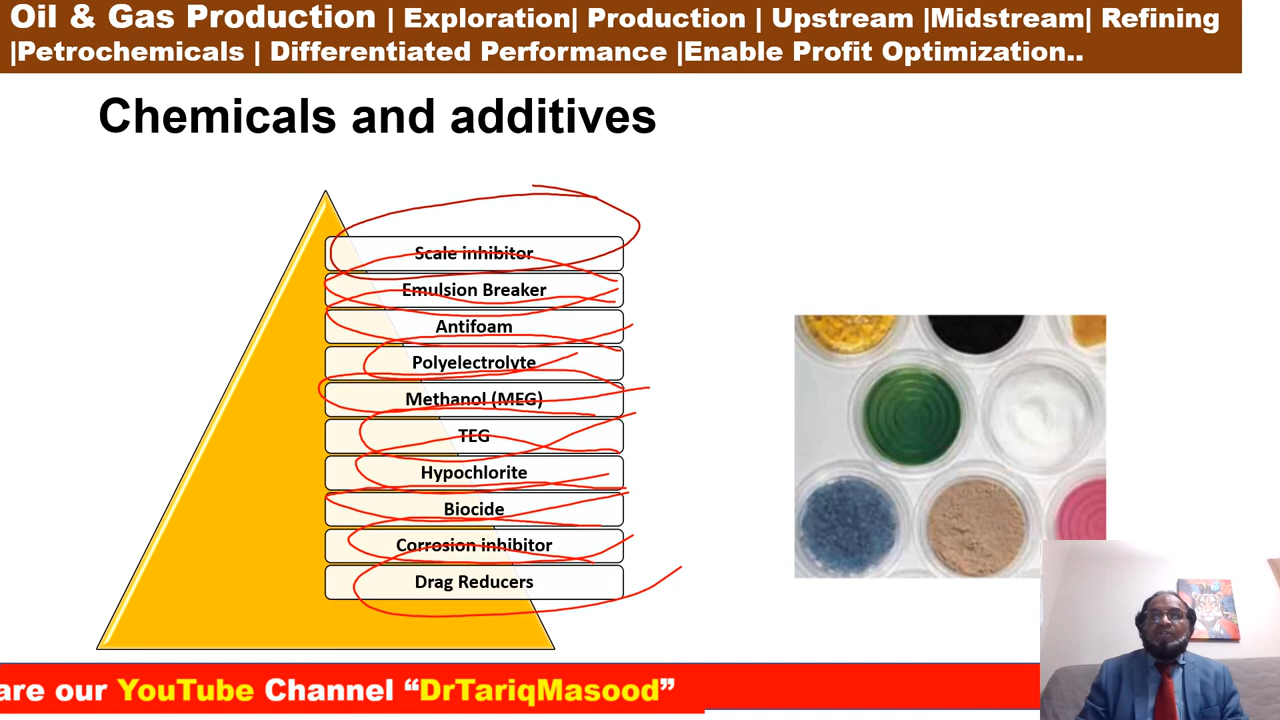 Oil & Gas Production | Exploration| Production | Upstream |Midstream| Refining
|Petrochemicals | Differentiated Performance |Enable Profit Optimization..
Chemicals and additives
Scale inhibitor
Emulsion Breaker
Antifoam
Polyelectrolyte
Methanol (MEG)
TEG
Hypochlorite
Biocide
Corrosion inhibitor
Drag Reducers
are our YouTube Channel “DrTariqMasood”